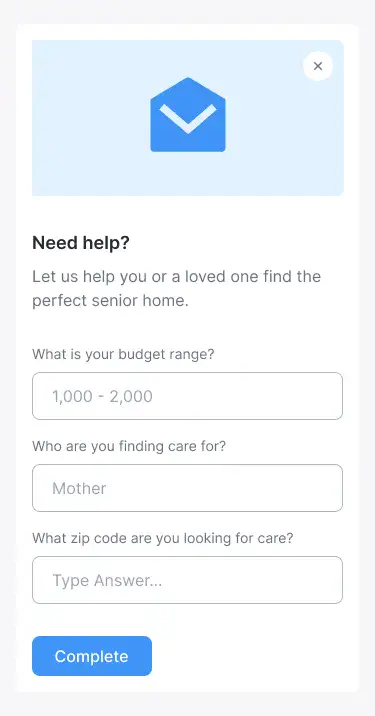 Need help?
Let us help you or a loved one find the
perfect senior home.
What is your budget range?
1,000 - 2,000
Who are you finding care for?
Mother
What zip code are you looking for care?
Type Answer...
Complete